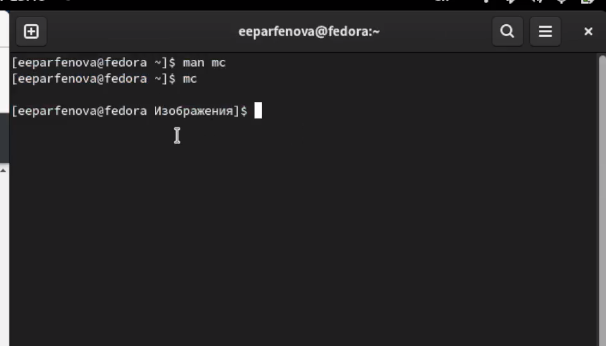 eeparfenova@fedora:~
[eeparfenova@fedora ~]$ man mc
[eeparfenova@fedora ~]$ mc
[eeparfenova@fedora Изображения]$